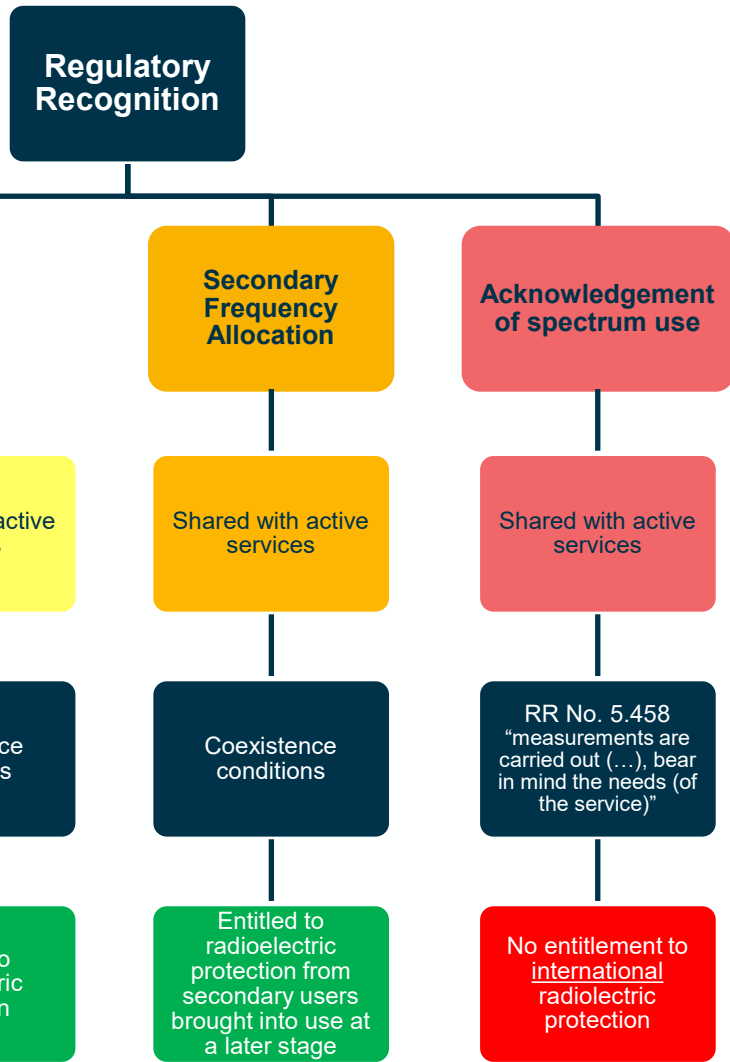 Regulatory
Recognition
Secondary
Frequency
Allocation
Acknowledgement
of spectrum use
active
Shared with active
services
Shared with active
services
Coexistence
conditions
RR No. 5.458
“measurements are
carried out (…), bear
in mind the needs (of
the service)”
Entitled to
radioelectric
protection from
secondary users
brought into use at
a later stage
No entitlement to
international
radiolectric
protection